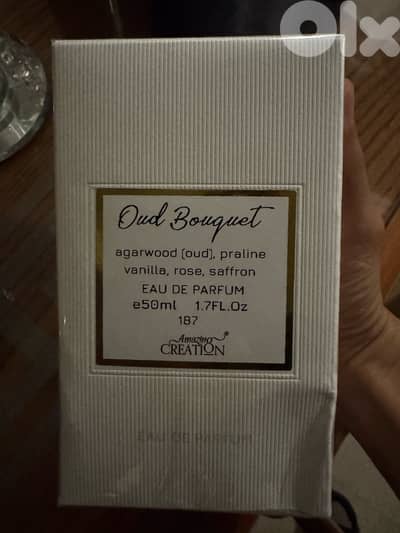 olx
Oud Bouquet
agarwood (oud), praline
vanilla, rose, saffron
EAU DE PARFUM
e50ml 1.7FL.Oz
187
Amazing
CREATION
EAU DE PARFUM